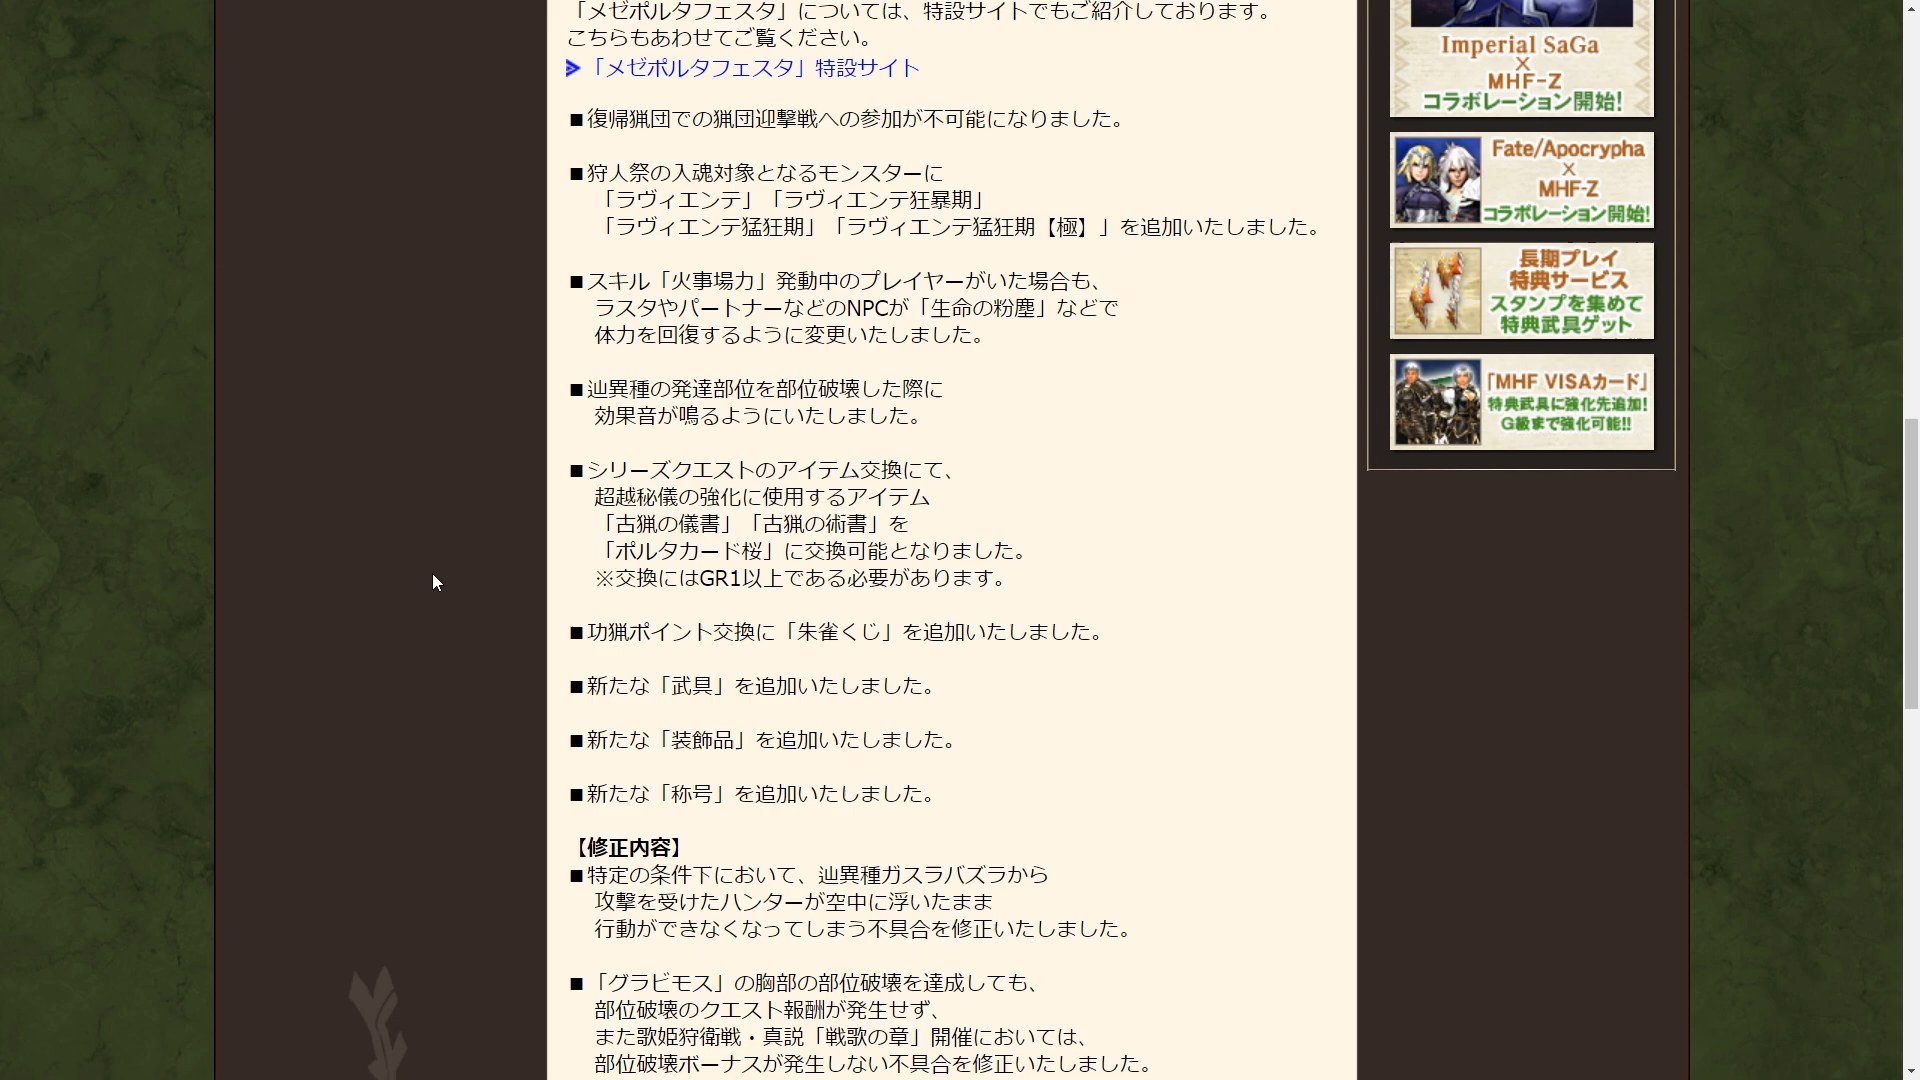 「メゼポルタフェスタ」については、特設サイトでもご紹介しております。
こちらもあわせてご覧ください。
「メゼポルタフェスタ」特設サイト
■復帰猟団での猟団迎撃戦への参加が不可能になりました。
■狩人祭の入魂対象となるモンスターに
「ラヴィエンテ」「ラヴィエンテ狂暴期」
「ラヴィエンテ猛狂期」「ラヴィエンテ猛狂期【極】」を追加いたしました。
■スキル「火事場力」発動中のプレイヤーがいた場合も、
ラスタやパートナーなどのNPCが「生命の粉塵」などで
体力を回復するように変更いたしました。
■辿異種の発達部位を部位破壊した際に
効果音が鳴るようにいたしました。
■シリーズクエストのアイテム交換にて、
超越秘儀の強化に使用するアイテム
「古猟の儀書」「古猟の術書」を
「ポルタカード桜」に交換可能となりました。
※交換にはGR1以上である必要があります。
■功猟ポイント交換に「朱雀くじ」を追加いたしました。
■新たな「武具」を追加いたしました。
■新たな「装飾品」を追加いたしました。
■新たな「称号」を追加いたしました。
【修正内容】
■特定の条件下において、辿異種ガスラバズラから
攻撃を受けたハンターが空中に浮いたまま
行動ができなくなってしまう不具合を修正いたしました。
■「グラビモス」の胸部の部位破壊を達成しても、
部位破壊のクエスト報酬が発生せず、
また歌姫狩衛戦・真説「戦歌の章」開催においては、
部位破壊ボーナスが発生しない不具合を修正いたしました。
Imperial SaGa
×
MHF-Z
コラボレーション開始!
Fate/Apocrypha
×
MHF-Z
コラボレーション開始!
長期プレイ
特典サービス
スタンプを集めて
特典武具ゲット
「MHF VISAカード」
特典武具に強化先追加!
G級まで強化可能!!